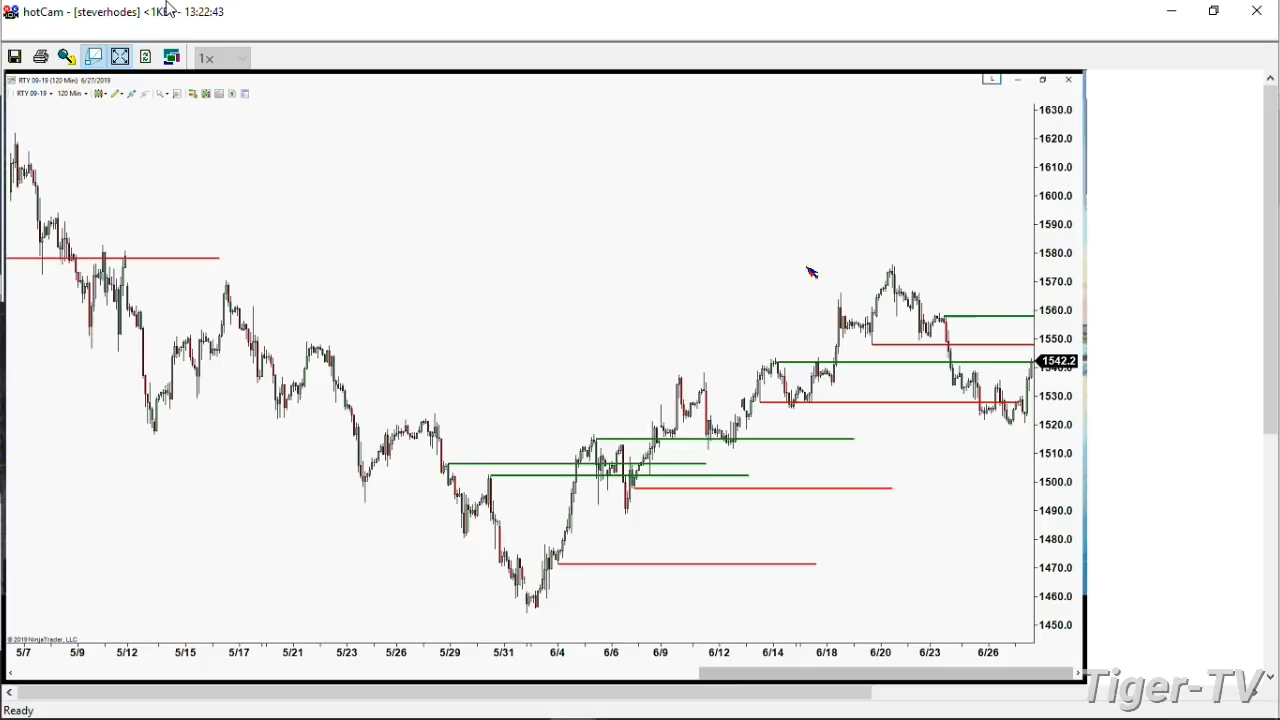 hotCam - [steverhodes] <1KB> - 13:22:43
1x
RTY 09-19 (120 Min) 6/27/2019
RTY 09-19 120 Min
L
1630.0
1620.0
1610.0
1600.0
1590.0
1580.0
1570.0
1560.0
1550.0
1542.2
1540.0
1530.0
1520.0
1510.0
1500.0
1490.0
1480.0
1470.0
1460.0
1450.0
© 2019 NinjaTrader, LLC
5/7 5/9 5/12 5/15 5/17 5/21 5/23 5/26 5/29 5/31 6/4 6/6 6/9 6/12 6/14 6/18 6/20 6/23 6/26
Tiger-TV
Ready